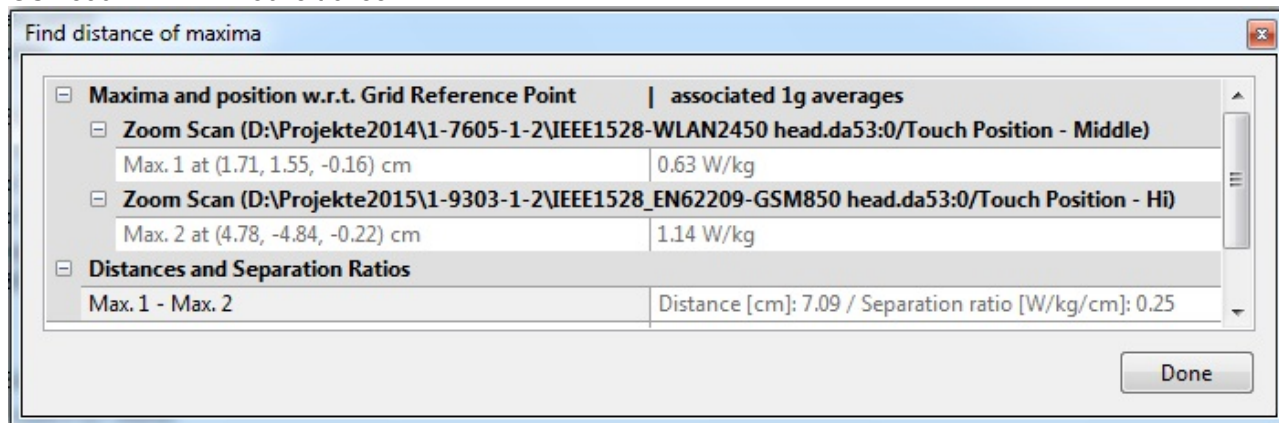 Find distance of maxima
Maxima and position w.r.t. Grid Reference Point | associated 1g averages
Zoom Scan (D:\Projekte2014\1-7605-1-2\IEEE1528-WLAN2450 head.da53:0/Touch Position - Middle)
Max. 1 at (1.71, 1.55, -0.16) cm 0.63 W/kg
Zoom Scan (D:\Projekte2015\1-9303-1-2\IEEE1528_EN62209-GSM850 head.da53:0/Touch Position - Hi)
Max. 2 at (4.78, -4.84, -0.22) cm 1.14 W/kg
Distances and Separation Ratios
Max. 1 - Max. 2 Distance [cm]: 7.09 / Separation ratio [W/kg/cm]: 0.25
Done